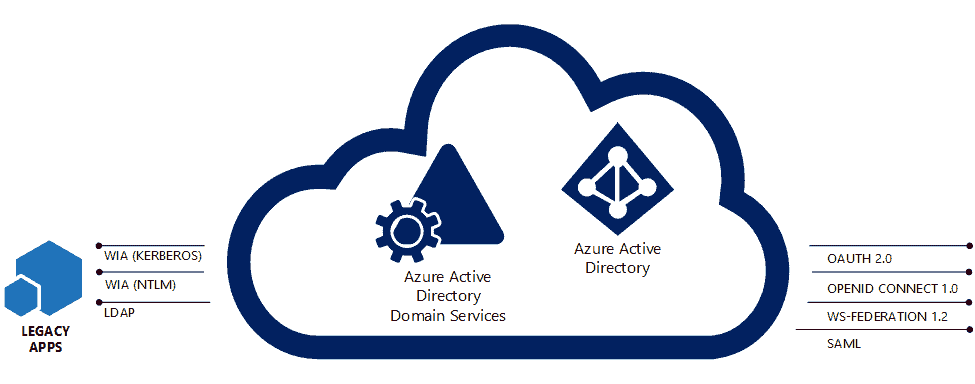 WIA (KERBEROS)
WIA (NTLM)
LDAP
LEGACY
APPS
Azure Active
Directory
Domain Services
Azure Active
Directory
OAUTH 2.0
OPENID CONNECT 1.0
WS-FEDERATION 1.2
SAML